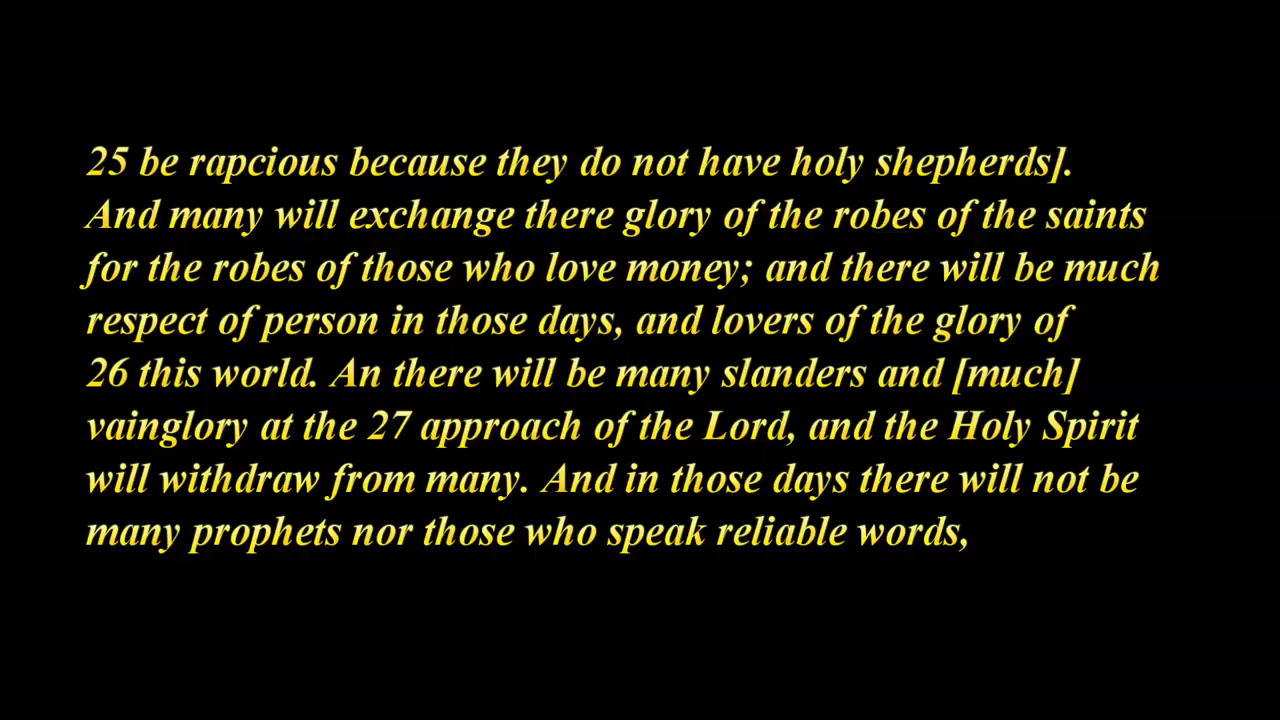 25 be rapcious because they do not have holy shepherds].
And many will exchange there glory of the robes of the saints
for the robes of those who love money; and there will be much
respect of person in those days, and lovers of the glory of
26 this world. An there will be many slanders and [much]
vainglory at the 27 approach of the Lord, and the Holy Spirit
will withdraw from many. And in those days there will not be
many prophets nor those who speak reliable words,